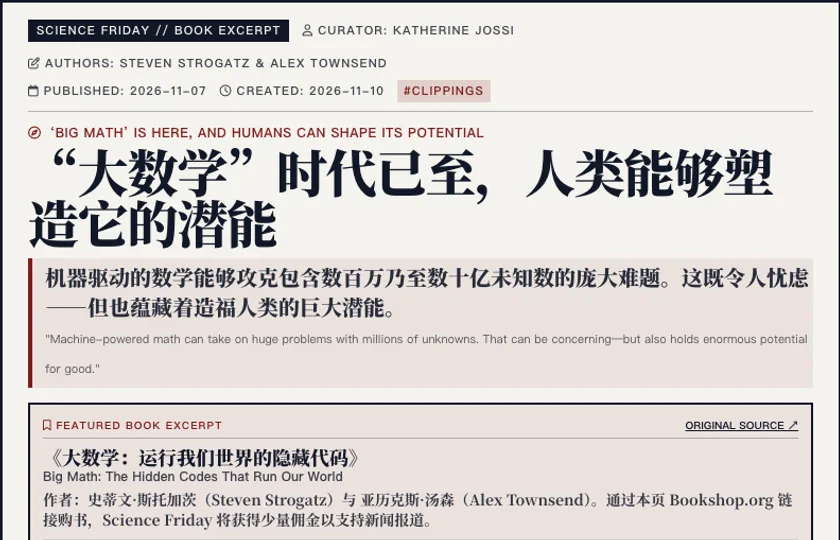 SCIENCE FRIDAY // BOOK EXCERPT CURATOR: KATHERINE JOSSI
AUTHORS: STEVEN STROGATZ & ALEX TOWNSEND
PUBLISHED: 2026-11-07 CREATED: 2026-11-10 #CLIPPINGS
‘BIG MATH’ IS HERE, AND HUMANS CAN SHAPE ITS POTENTIAL
“大数学”时代已至，人类能够塑
造它的潜能
机器驱动的数学能够攻克包含数百万乃至数十亿未知数的庞大难题。这既令人忧虑
——但也蕴藏着造福人类的巨大潜能。
"Machine-powered math can take on huge problems with millions of unknowns. That can be concerning—but also holds enormous potential
for good."
FEATURED BOOK EXCERPT ORIGINAL SOURCE ↗
《大数学：运行我们世界的隐藏代码》
Big Math: The Hidden Codes That Run Our World
作者：史蒂文·斯托加茨（Steven Strogatz）与 亚历克斯·汤森（Alex Townsend）。通过本页 Bookshop.org 链
接购书，Science Friday 将获得少量佣金以支持新闻报道。